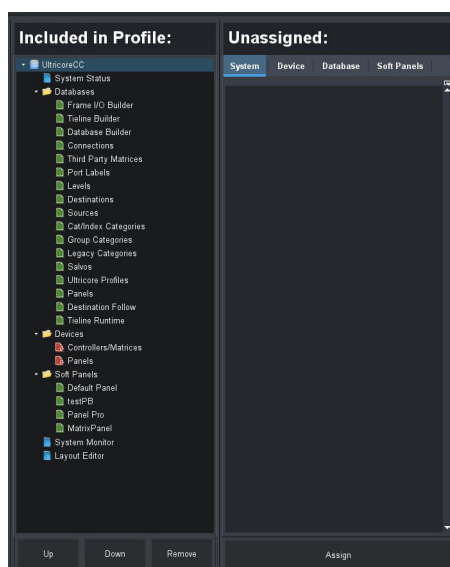 Included in Profile:
UltricoreCC
System Status
Databases
Frame I/O Builder
Tieline Builder
Database Builder
Connections
Third Party Matrices
Port Labels
Levels
Destinations
Sources
Cat/Index Categories
Group Categories
Legacy Categories
Salvos
Ultricore Profiles
Panels
Destination Follow
Tieline Runtime
Devices
Controllers/Matrices
Panels
Soft Panels
Default Panel
testPB
Panel Pro
MatrixPanel
System Monitor
Layout Editor
Up Down Remove
Unassigned:
System Device Database Soft Panels
Assign